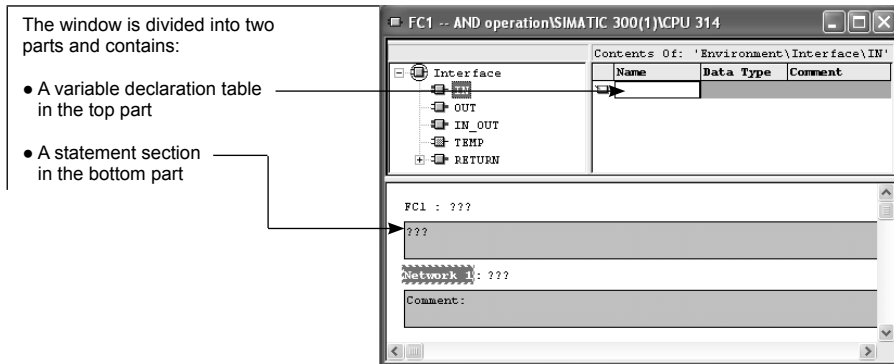 The window is divided into two
parts and contains:
● A variable declaration table
in the top part
● A statement section
in the bottom part
FC1 -- AND operation\SIMATIC 300(1)\CPU 314
Contents Of: 'Environment\Interface\IN'
Interface
IN
OUT
IN_OUT
TEMP
RETURN
Name Data Type Comment
FC1 : ???
???
Network 1: ???
Comment: